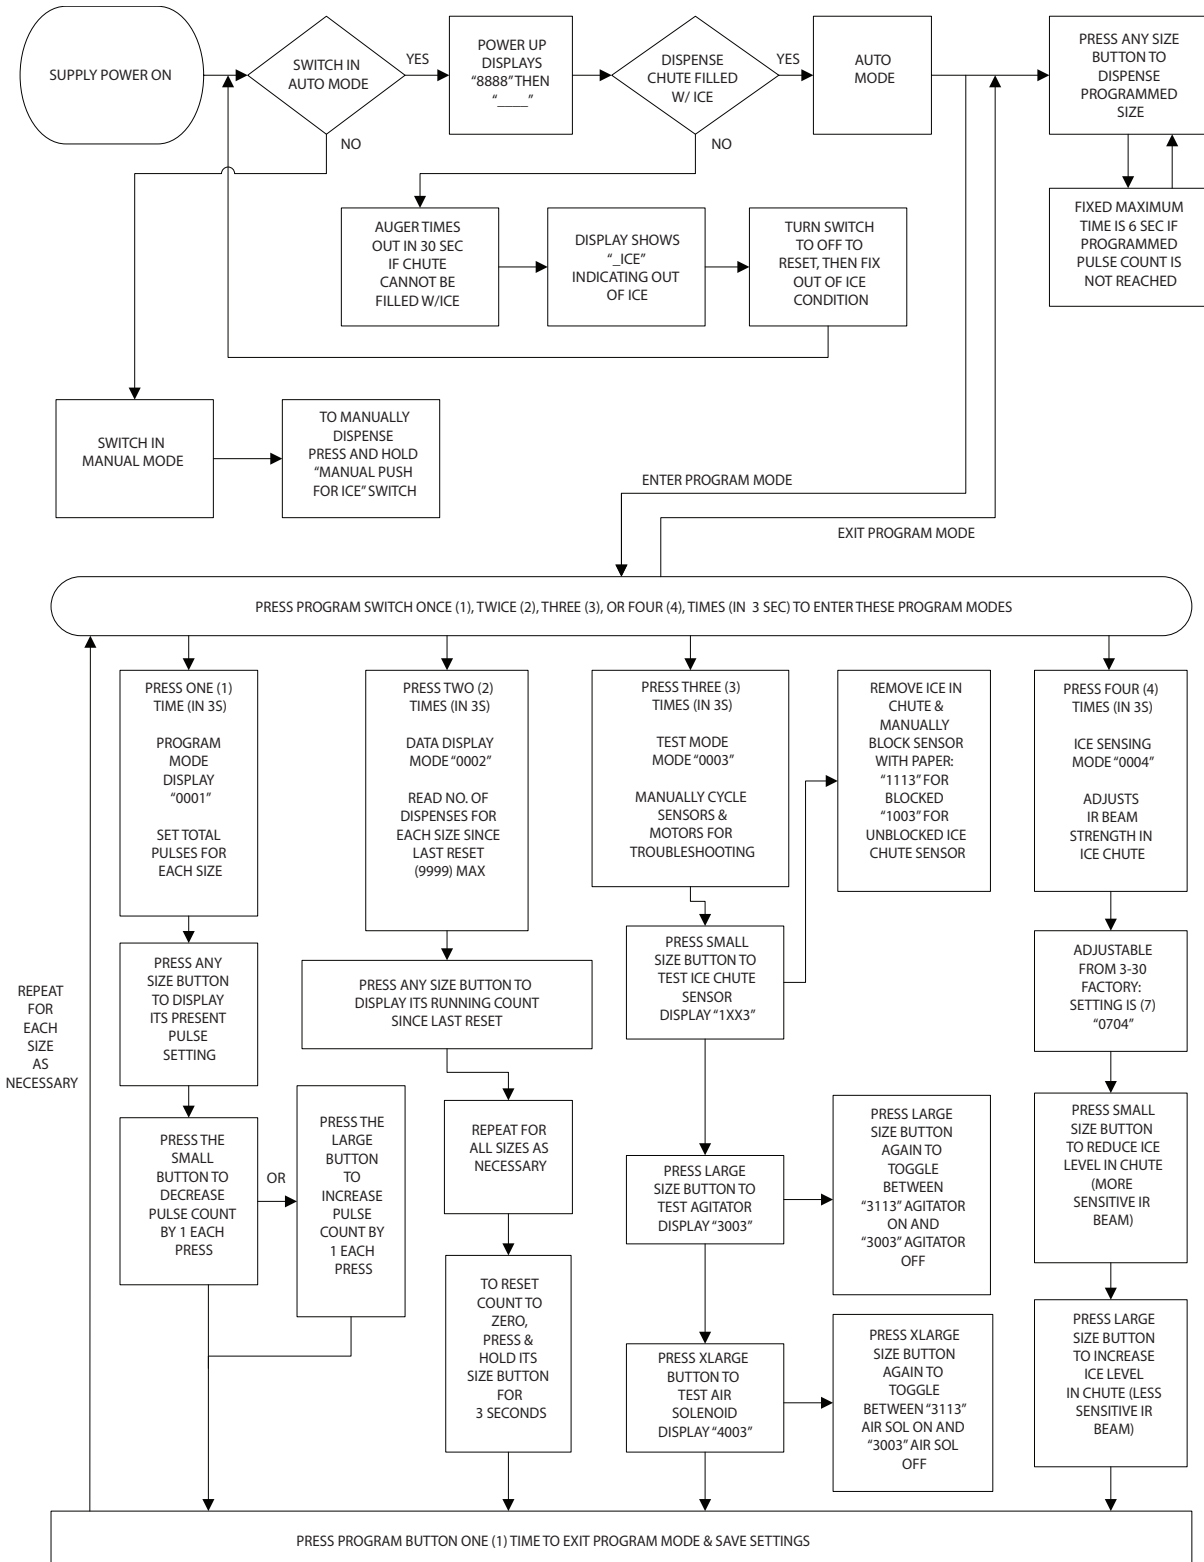 SUPPLY POWER ON
SWITCH IN
AUTO MODE
YES
NO
POWER UP
DISPLAYS
“8888” THEN
“_____”
DISPENSE
CHUTE FILLED
W/ ICE
YES
NO
AUTO
MODE
PRESS ANY SIZE
BUTTON TO
DISPENSE
PROGRAMMED
SIZE
FIXED MAXIMUM
TIME IS 6 SEC IF
PROGRAMMED
PULSE COUNT IS
NOT REACHED
AUGER TIMES
OUT IN 30 SEC
IF CHUTE
CANNOT BE
FILLED W/ICE
DISPLAY SHOWS
“_ICE”
INDICATING OUT
OF ICE
TURN SWITCH
TO OFF TO
RESET, THEN FIX
OUT OF ICE
CONDITION
SWITCH IN
MANUAL MODE
TO MANUALLY
DISPENSE
PRESS AND HOLD
“MANUAL PUSH
FOR ICE” SWITCH
ENTER PROGRAM MODE
EXIT PROGRAM MODE
PRESS PROGRAM SWITCH ONCE (1), TWICE (2), THREE (3), OR FOUR (4), TIMES (IN 3 SEC) TO ENTER THESE PROGRAM MODES
PRESS ONE (1)
TIME (IN 3S)
PROGRAM
MODE
DISPLAY
“0001”
SET TOTAL
PULSES FOR
EACH SIZE
PRESS ANY
SIZE BUTTON
TO DISPLAY
ITS PRESENT
PULSE
SETTING
PRESS THE
SMALL
BUTTON TO
DECREASE
PULSE COUNT
BY 1 EACH
PRESS
OR
PRESS THE
LARGE
BUTTON
TO
INCREASE
PULSE
COUNT BY
1 EACH
PRESS
REPEAT
FOR
EACH
SIZE
AS
NECESSARY
PRESS TWO (2)
TIMES (IN 3S)
DATA DISPLAY
MODE “0002”
READ NO. OF
DISPENSES FOR
EACH SIZE SINCE
LAST RESET
(9999) MAX
PRESS ANY SIZE BUTTON TO
DISPLAY ITS RUNNING COUNT
SINCE LAST RESET
REPEAT FOR
ALL SIZES AS
NECESSARY
TO RESET
COUNT TO
ZERO,
PRESS &
HOLD ITS
SIZE BUTTON
FOR
3 SECONDS
PRESS THREE (3)
TIMES (IN 3S)
TEST MODE
MODE “0003”
MANUALLY CYCLE
SENSORS &
MOTORS FOR
TROUBLESHOOTING
PRESS SMALL
SIZE BUTTON TO
TEST ICE CHUTE
SENSOR
DISPLAY “1XX3”
REMOVE ICE IN
CHUTE &
MANUALLY
BLOCK SENSOR
WITH PAPER:
“1113” FOR
BLOCKED
“1003” FOR
UNBLOCKED ICE
CHUTE SENSOR
PRESS LARGE
SIZE BUTTON TO
TEST AGITATOR
DISPLAY “3003”
PRESS LARGE
SIZE BUTTON
AGAIN TO
TOGGLE
BETWEEN
“3113” AGITATOR
ON AND
“3003” AGITATOR
OFF
PRESS XLARGE
BUTTON TO
TEST AIR
SOLENOID
DISPLAY “4003”
PRESS XLARGE
SIZE BUTTON
AGAIN TO
TOGGLE
BETWEEN “3113”
AIR SOL ON AND
“3003” AIR SOL
OFF
PRESS FOUR (4)
TIMES (IN 3S)
ICE SENSING
MODE “0004”
ADJUSTS
IR BEAM
STRENGTH IN
ICE CHUTE
ADJUSTABLE
FROM 3-30
FACTORY:
SETTING IS (7)
“0704”
PRESS SMALL
SIZE BUTTON
TO REDUCE ICE
LEVEL IN CHUTE
(MORE
SENSITIVE IR
BEAM)
PRESS LARGE
SIZE BUTTON
TO INCREASE
ICE LEVEL
IN CHUTE (LESS
SENSITIVE IR
BEAM)
PRESS PROGRAM BUTTON ONE (1) TIME TO EXIT PROGRAM MODE & SAVE SETTINGS